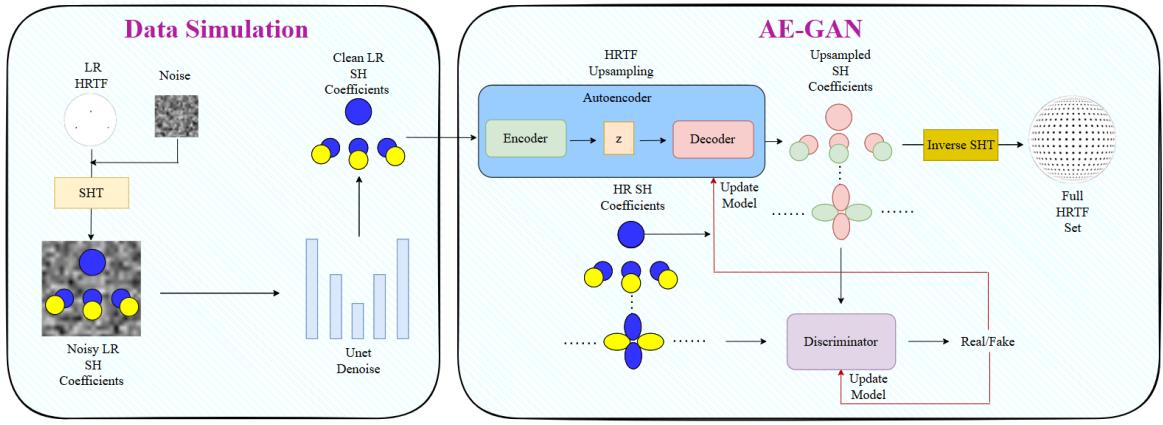 Data Simulation
LR
HRTF
Noise
SHT
Noisy LR
SH
Coefficients
Clean LR
SH
Coefficients
Unet
Denoise
AE-GAN
HRTF
Upsampling
Autoencoder
Encoder
z
Decoder
Upsampled
SH
Coefficients
Inverse SHT
Full
HRTF
Set
HR SH
Coefficients
Update
Model
Discriminator
Real/Fake
Update
Model